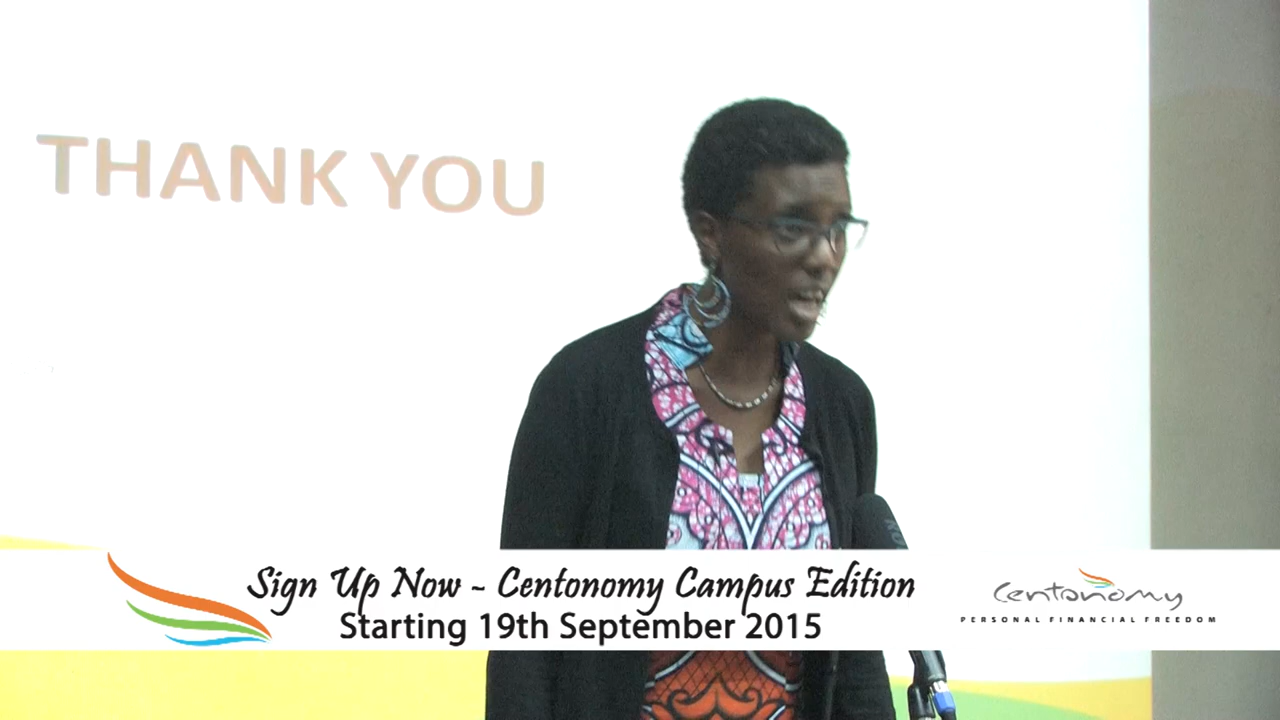 THANK YOU
Sign Up Now - Centonomy Campus Edition
Starting 19th September 2015
Centonomy
PERSONAL FINANCIAL FREEDOM